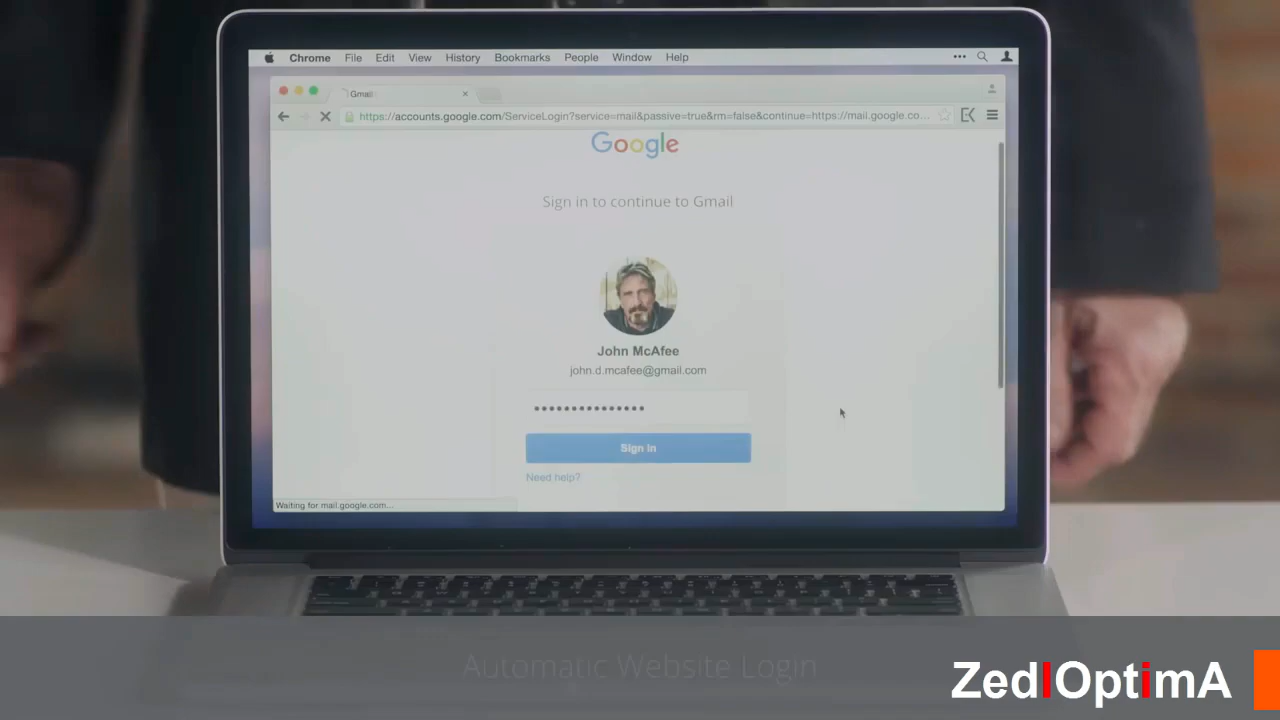 Chrome File Edit View History Bookmarks People Window Help
Gmail
https://accounts.google.com/ServiceLogin?service=mail&passive=true&rm=false&continue=https://mail.google.co...
Google
Sign in to continue to Gmail
John McAfee
john.d.mcafee@gmail.com
Sign in
Need help?
Waiting for mail.google.com...
Automatic Website Login
ZedIOptimA